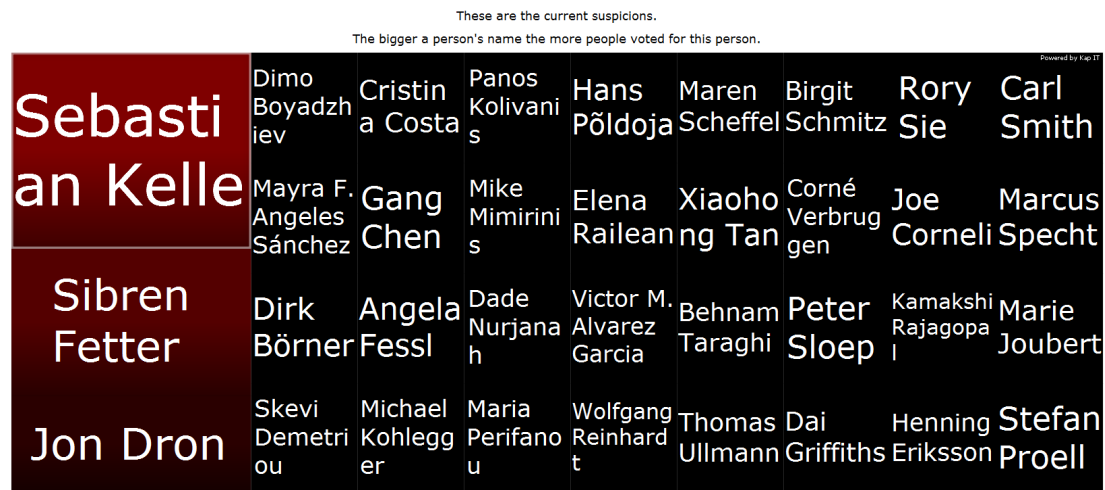 These are the current suspicions.
The bigger a person's name the more people voted for this person.
Powered by Kap IT
Sebasti
an Kelle
Sibren
Fetter
Jon Dron
Dimo
Boyadzh
iev
Cristin
a Costa
Panos
Kolivani
s
Hans
Põldoja
Maren
Scheffel
Birgit
Schmitz
Rory
Sie
Carl
Smith
Mayra F.
Angeles
Sánchez
Gang
Chen
Mike
Mimirini
s
Elena
Railean
Xiaoho
ng Tan
Corné
Verbrug
gen
Joe
Corneli
Marcus
Specht
Dirk
Börner
Angela
Fessl
Dade
Nurjana
h
Victor M.
Alvarez
Garcia
Behnam
Taraghi
Peter
Sloep
Kamakshi
Rajagopa
l
Marie
Joubert
Skevi
Demetri
ou
Michael
Kohlegg
er
Maria
Perifano
u
Wolfgang
Reinhard
t
Thomas
Ullmann
Dai
Griffiths
Henning
Eriksson
Stefan
Proell